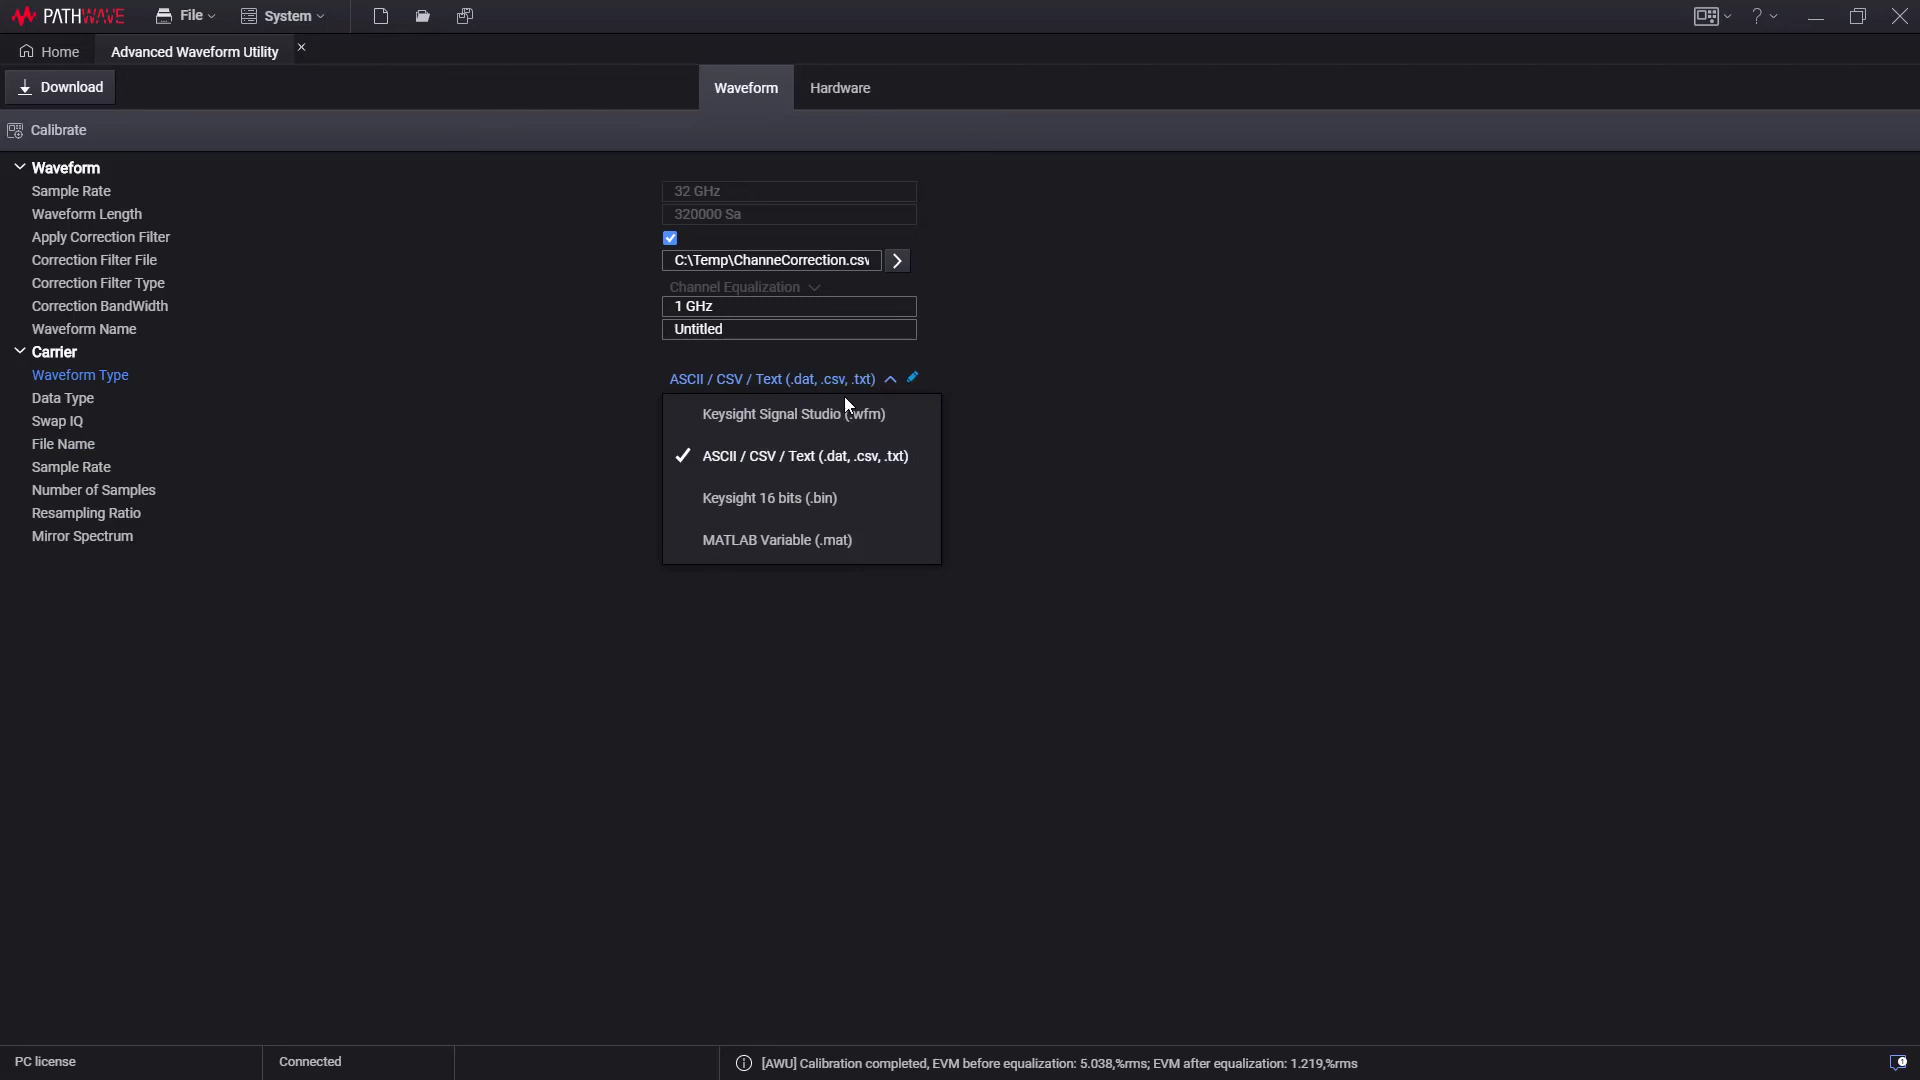 PATHWAVE File System ?
Home Advanced Waveform Utility
Download Waveform Hardware
Calibrate
Waveform
Sample Rate 32 GHz
Waveform Length 320000 Sa
Apply Correction Filter
Correction Filter File C:\Temp\ChanneCorrection.csv
Correction Filter Type Channel Equalization
Correction BandWidth 1 GHz
Waveform Name Untitled
Carrier
Waveform Type ASCII / CSV / Text (.dat, .csv, .txt)
Data Type
Swap IQ
File Name
Sample Rate
Number of Samples
Resampling Ratio
Mirror Spectrum
Keysight Signal Studio (.wfm)
ASCII / CSV / Text (.dat, .csv, .txt)
Keysight 16 bits (.bin)
MATLAB Variable (.mat)
PC license Connected [AWU] Calibration completed, EVM before equalization: 5.038,%rms; EVM after equalization: 1.219,%rms